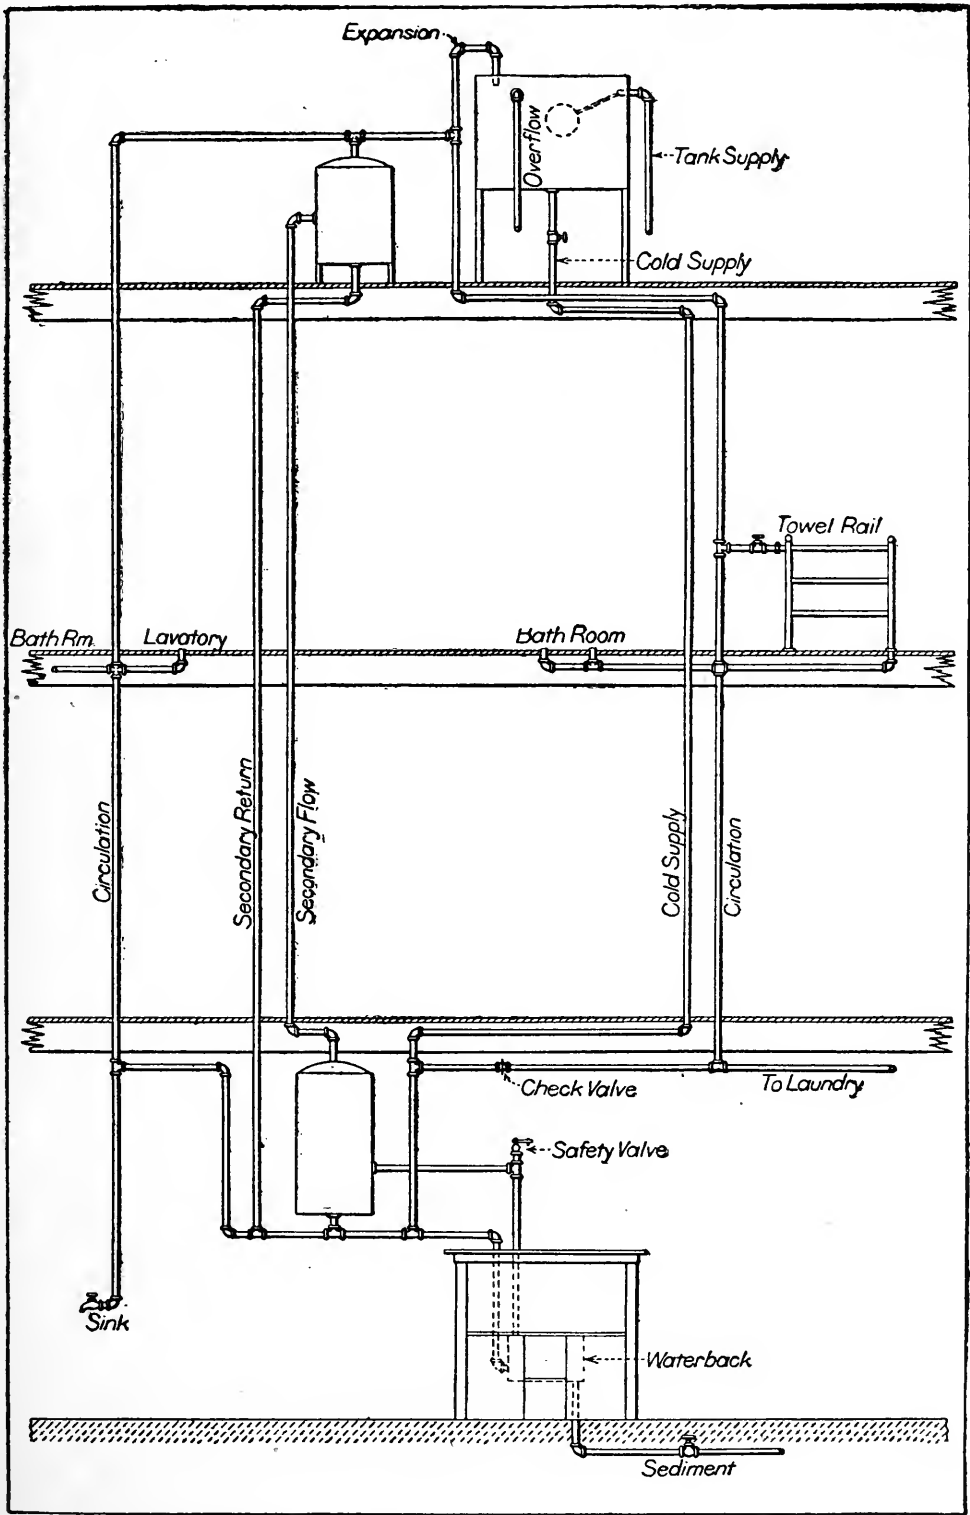 Expansion
Overflow
Tank Supply
Cold Supply
Towel Rail
Bath Rm.
Lavatory
Bath Room
Circulation
Secondary Return
Secondary Flow
Cold Supply
Circulation
Check Valve
To Laundry
Safety Valve
Sink
Waterback
Sediment